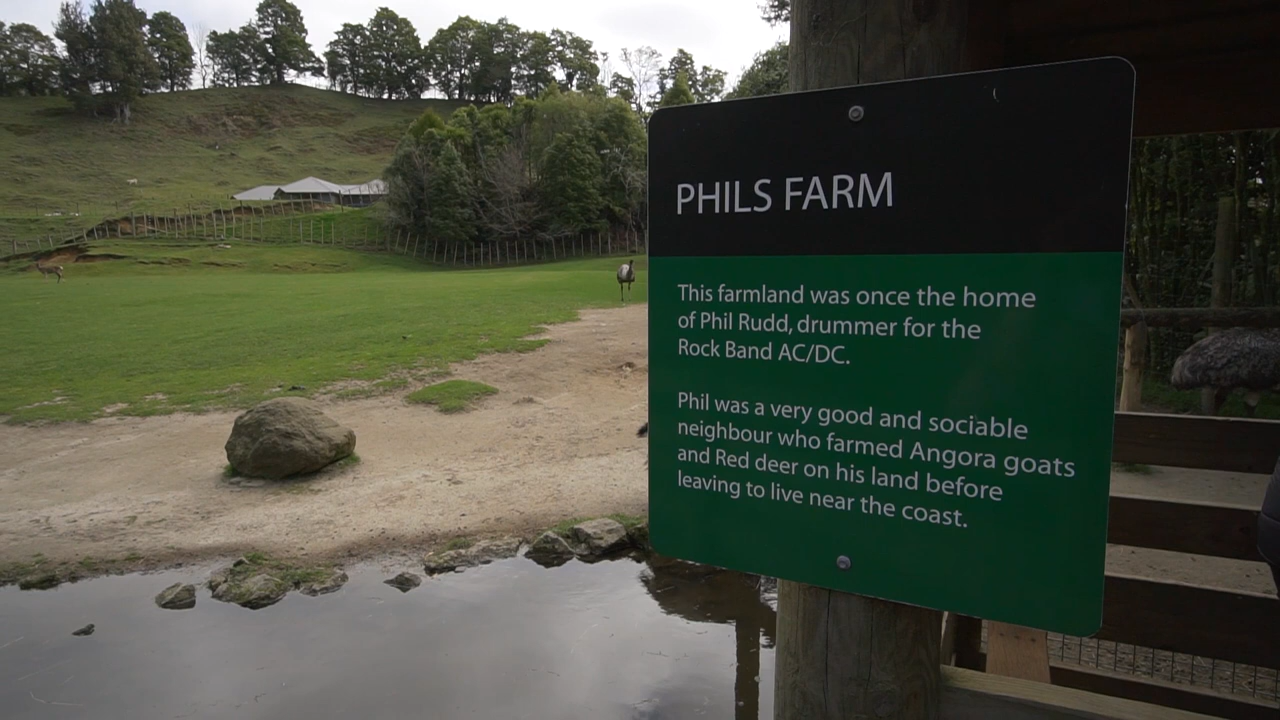 PHILS FARM
This farmland was once the home
of Phil Rudd, drummer for the
Rock Band AC/DC.
Phil was a very good and sociable
neighbour who farmed Angora goats
and Red deer on his land before
leaving to live near the coast.